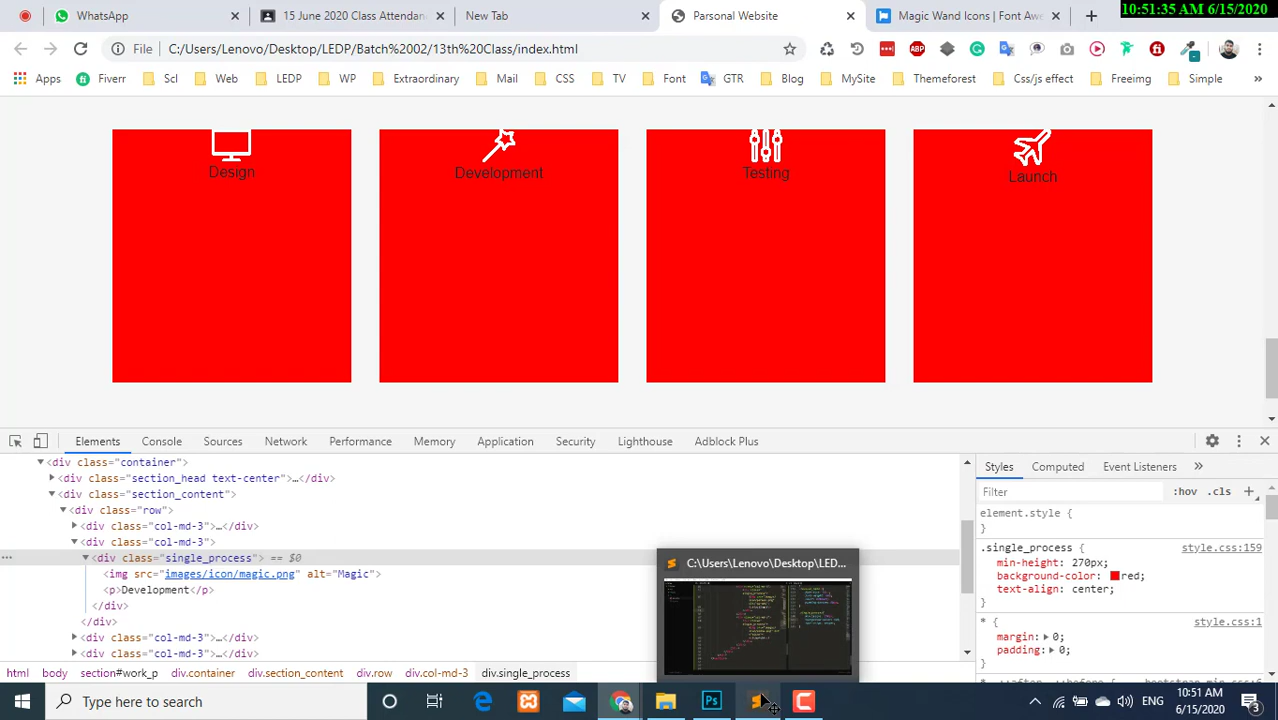 WhatsApp
15 June 2020 Class Attendan
New Tab
Personal Website
Magic Wand Icons | Font Aw
10:51:35 AM 6/15/2020
File
C:/Users/Lenovo/Desktop/LEDP/Batch%2002/13th%20Class/index.html
Apps Fiverr Scl Web LEDP WP Extraordinary Mail CSS TV Font GTR Blog MySite Themeforest Css/js effect Freeimg Simple »
Design Development Testing Launch
Elements Console Sources Network Performance Memory Application Security Lighthouse Adblock Plus
<div class="container">
<div class="section_head text-center">…</div>
<div class="section_content">
<div class="row">
<div class="col-md-3">…</div>
<div class="col-md-3">
<div class="single_process"> == $0
<img src="images/icon/magic.png" alt="Magic">
<p>Development</p>
</div>
</div>
<div class="col-md-3">…</div>
<div class="col-md-3">…</div>
html body section#work-2 div.container div.section_content div.row div.col-md-3 div.single_process
Styles Computed Event Listeners »
Filter :hov .cls +
element.style {
}
.single_process { style.css:159
min-height: 270px;
background-color: red;
text-align: center;
}
* { style.css:1
margin: 0;
padding: 0;
}
C:\Users\Lenovo\Desktop\LED...
Type here to search
Ps
ENG
10:51 AM
6/15/2020
3